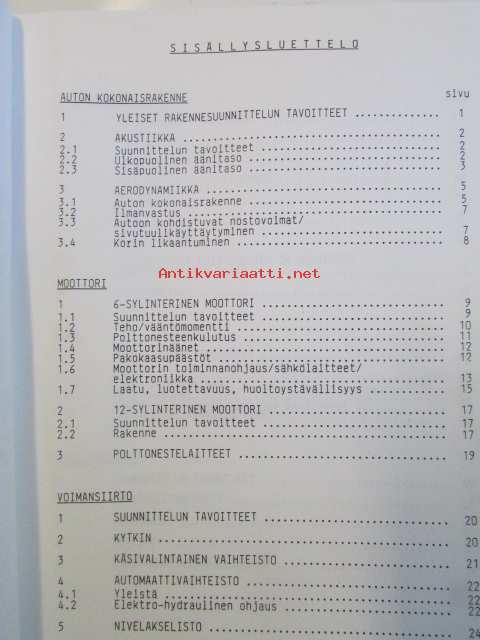 SISÄLLYSLUETTELO
AUTON KOKONAISRAKENNE sivu
1 YLEISET RAKENNESUUNNITTELUN TAVOITTEET .............. 1
2 AKUSTIIKKA .......................................... 2
2.1 Suunnittelun tavoitteet ............................. 2
2.2 Ulkopuolinen äänitaso ............................... 2
2.3 Sisäpuolinen äänitaso ............................... 3
3 AERODYNAMIIKKA ...................................... 5
3.1 Auton kokonaisrakenne ............................... 5
3.2 Ilmanvastus ......................................... 7
3.3 Autoon kohdistuvat nostovoimat/
sivutuulikäyttäytyminen ............................. 7
3.4 Korin likaantuminen ................................. 8
Antikvariaatti.net
MOOTTORI
1 6-SYLINTERINEN MOOTTORI ............................. 9
1.1 Suunnittelun tavoitteet ............................. 9
1.2 Teho/vääntömomentti ................................. 10
1.3 Polttonesteenkulutus ................................ 11
1.4 Moottorinäänet ...................................... 12
1.5 Pakokaasupäästöt .................................... 12
1.6 Moottorin toiminnanohjaus/sähkölaitteet/
elektroniikka ....................................... 13
1.7 Laatu, luotettavuus, huoltoystävällisyys ............ 15
2 12-SYLINTERINEN MOOTTORI ............................ 17
2.1 Suunnittelun tavoitteet ............................. 17
2.2 Rakenne ............................................. 17
3 POLTTONESTELAITTEET ................................. 19
VOIMANSIIRTO
1 SUUNNITTELUN TAVOITTEET ............................. 20
2 KYTKIN .............................................. 20
3 KÄSIVALINTAINEN VAIHTEISTO .......................... 21
4 AUTOMAATTIVAIHTEISTO ................................ 22
4.1 Yleistä ............................................. 22
4.2 Elektro-hydraulinen ohjaus .......................... 22
5 NIVELAKSELISTO ...................................... 24